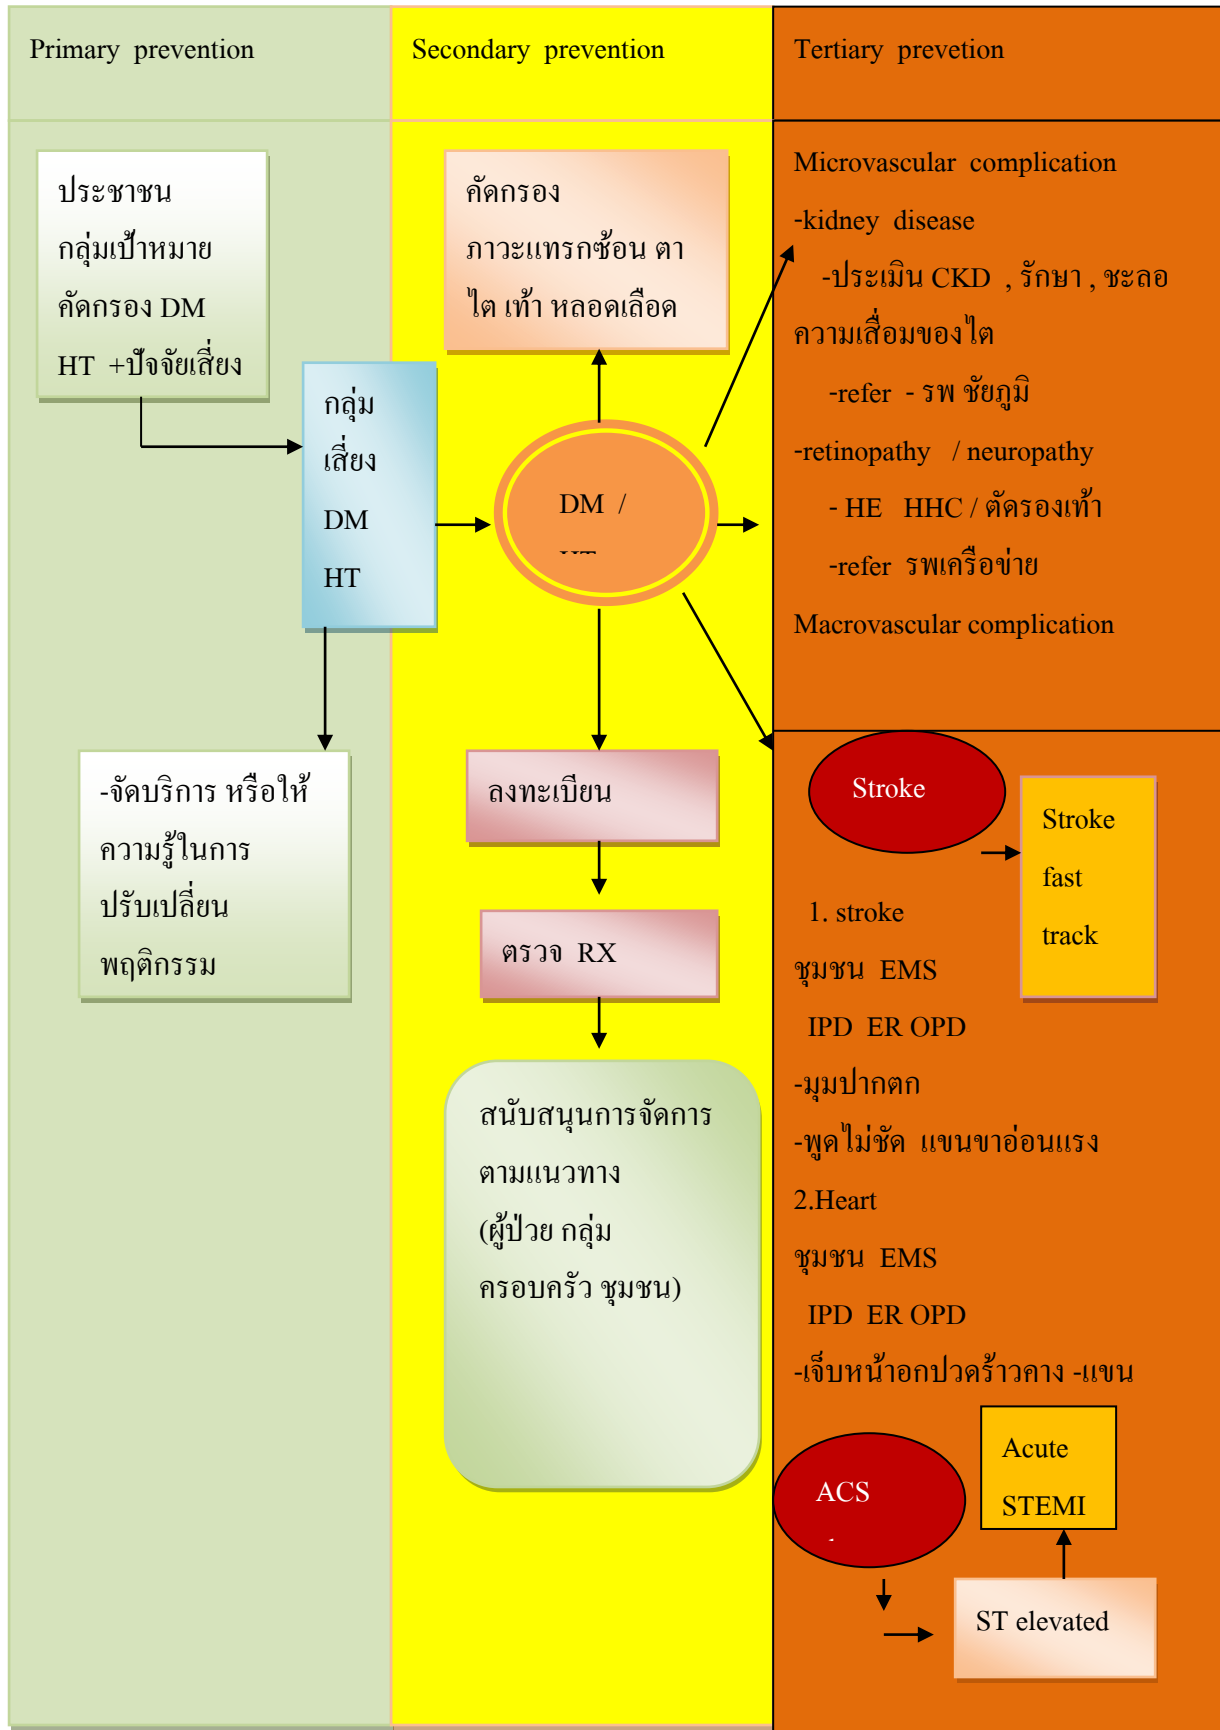 Primary prevention
Secondary prevention
Tertiary prevetion
ประชาชน
กลุ่มเป้าหมาย
คัดกรอง DM
HT +ปัจจัยเสี่ยง
กลุ่ม
เสี่ยง
DM
HT
-จัดบริการ หรือให้
ความรู้ในการ
ปรับเปลี่ยน
พฤติกรรม
คัดกรอง
ภาวะแทรกซ้อน ตา
ไต เท้า หลอดเลือด
DM /
ลงทะเบียน
ตรวจ RX
สนับสนุนการจัดการ
ตามแนวทาง
(ผู้ป่วย กลุ่ม
ครอบครัว ชุมชน)
Microvascular complication
-kidney disease
-ประเมิน CKD , รักษา , ชะลอ
ความเสื่อมของไต
-refer - รพ ชัยภูมิ
-retinopathy / neuropathy
- HE HHC / ตัดรองเท้า
-refer รพเครือข่าย
Macrovascular complication
Stroke
Stroke
fast
track
1. stroke
ชุมชน EMS
IPD ER OPD
-มุมปากตก
-พูดไม่ชัด แขนขาอ่อนแรง
2.Heart
ชุมชน EMS
IPD ER OPD
-เจ็บหน้าอกปวดร้าวคาง -แขน
ACS
Acute
STEMI
ST elevated